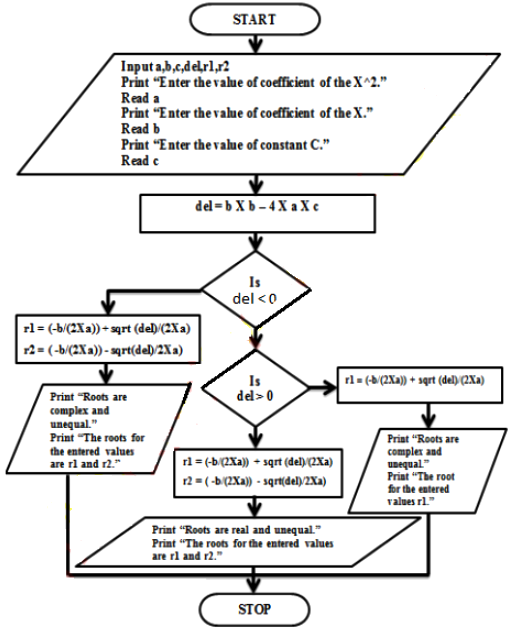 START
Input a,b,c,del,r1,r2
Print “Enter the value of coefficient of the X^2.”
Read a
Print “Enter the value of coefficient of the X.”
Read b
Print “Enter the value of constant C.”
Read c
del = b X b – 4 X a X c
Is
del < 0
r1 = (-b/(2Xa)) + sqrt (del)/(2Xa)
r2 = ( -b/(2Xa)) - sqrt(del)/2Xa)
Print “Roots are
complex and
unequal.”
Print “The roots for
the entered values
are r1 and r2.”
Is
del > 0
r1 = (-b/(2Xa)) + sqrt (del)/(2Xa)
Print “Roots are
complex and
unequal.”
Print “The root
for the entered
values r1.”
r1 = (-b/(2Xa)) + sqrt (del)/(2Xa)
r2 = ( -b/(2Xa)) - sqrt(del)/2Xa)
Print “Roots are real and unequal.”
Print “The roots for the entered values
are r1 and r2.”
STOP